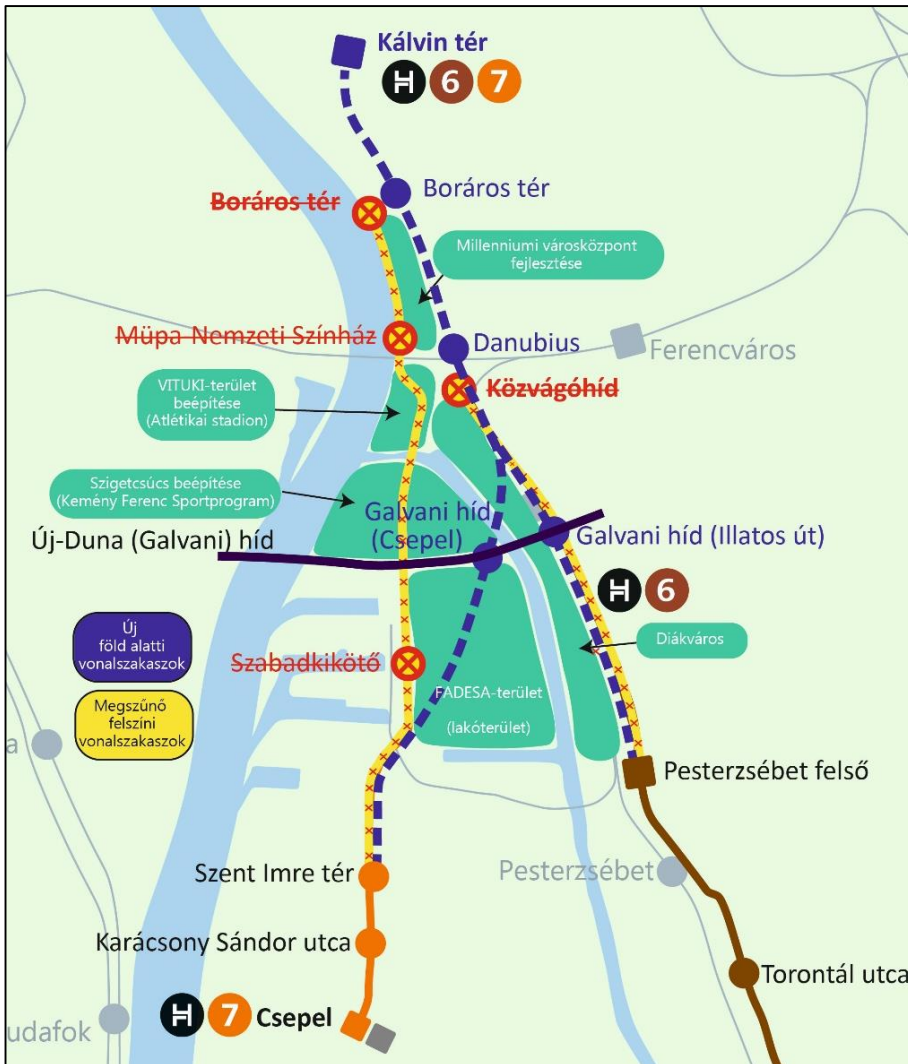 Kálvin tér
H 6 7
Boráros tér
Boráros tér
Millenniumi városközpont
fejlesztése
Müpa-Nemzeti Színház
Danubius
Ferencváros
VITUKI-terület
beépítése
(Atlétikai stadion)
Közvágóhíd
Szigetcsúcs beépítése
(Kemény Ferenc Sportprogram)
Galvani híd
(Csepel)
Új-Duna (Galvani) híd
Galvani híd (Illatos út)
H 6
Új
föld alatti
vonalszakaszok
Diákváros
Szabadkikötő
Megszűnő
felszíni
vonalszakaszok
FADESA-terület
(lakóterület)
a
Pesterzsébet felső
Szent Imre tér
Pesterzsébet
Karácsony Sándor utca
Torontál utca
H 7 Csepel
udafok